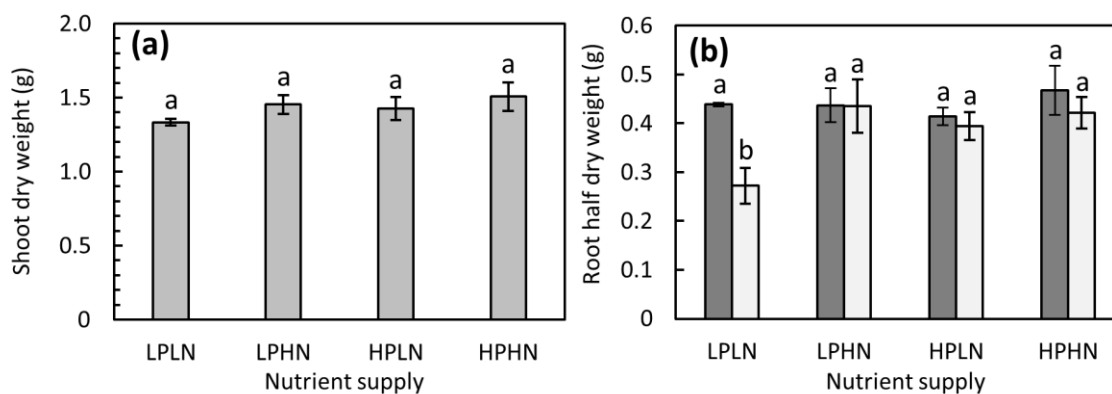 (a)
Shoot dry weight (g)
2.0
1.5
1.0
0.5
0
a
a
a
a
LPLN LPHN HPLN HPHN
Nutrient supply
(b)
Root half dry weight (g)
0.6
0.5
0.4
0.3
0.2
0.1
0
a
b
a
a
a
a
a
a
LPLN LPHN HPLN HPHN
Nutrient supply